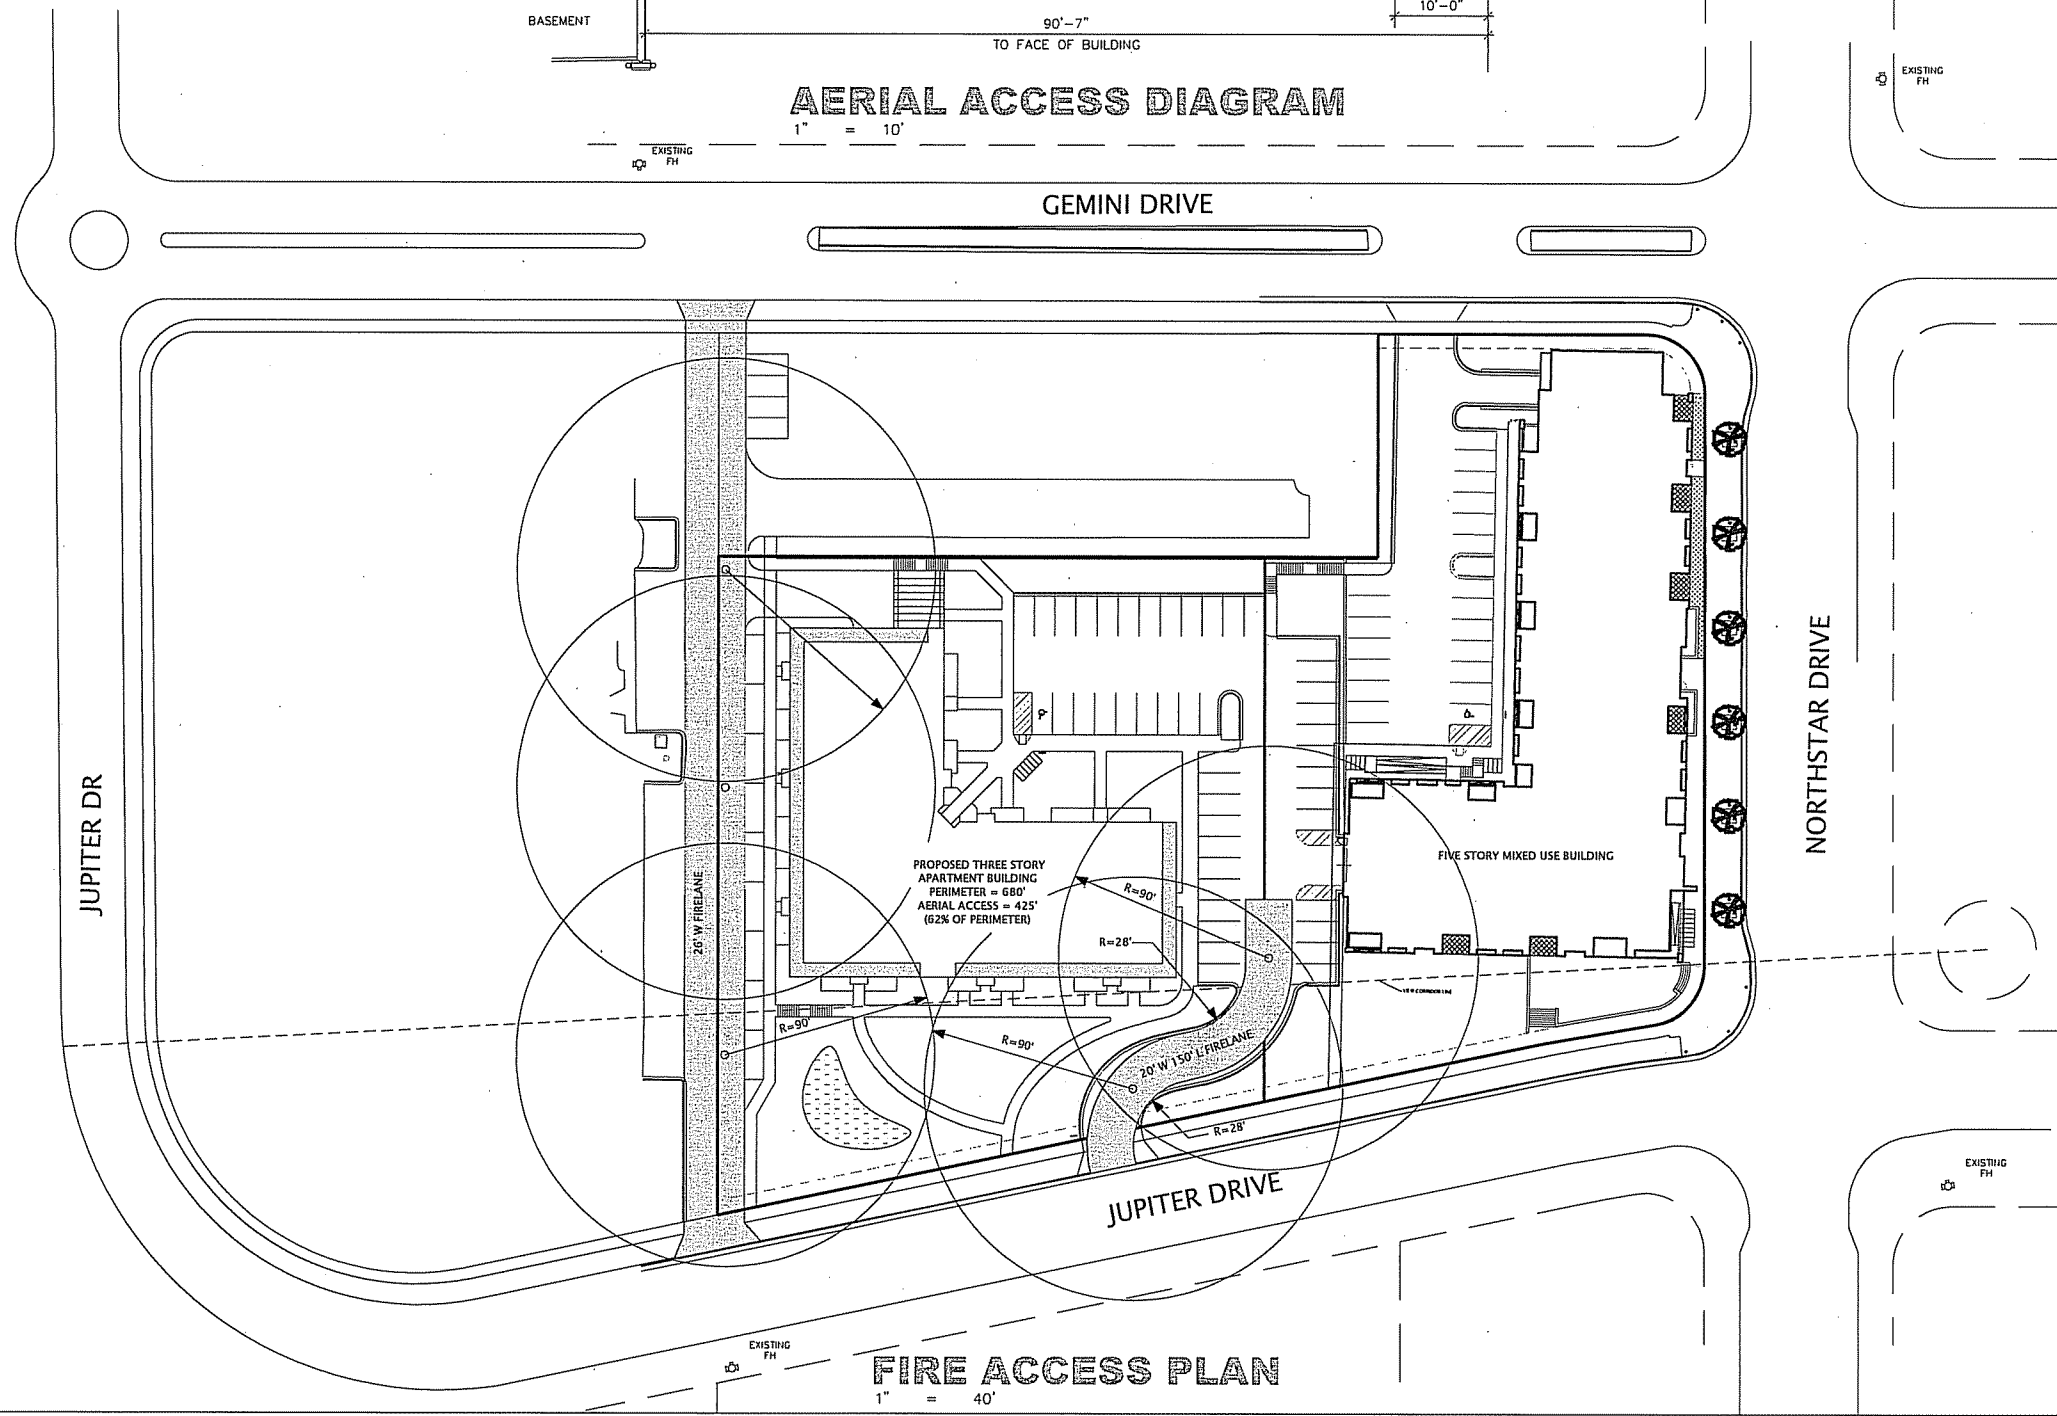 BASEMENT
90'-7"
TO FACE OF BUILDING
10'-0"
EXISTING
FH
AERIAL ACCESS DIAGRAM
1" = 10'
EXISTING
FH
GEMINI DRIVE
JUPITER DR
NORTHSTAR DRIVE
26' W FIRELANE
PROPOSED THREE STORY
APARTMENT BUILDING
PERIMETER = 680'
AERIAL ACCESS = 425'
(62% OF PERIMETER)
FIVE STORY MIXED USE BUILDING
R=90'
R=28'
VIEW CORRIDOR LINE
R=90'
R=90'
20' W 150' L FIRELANE
R=28'
JUPITER DRIVE
EXISTING
FH
EXISTING
FH
FIRE ACCESS PLAN
1" = 40'